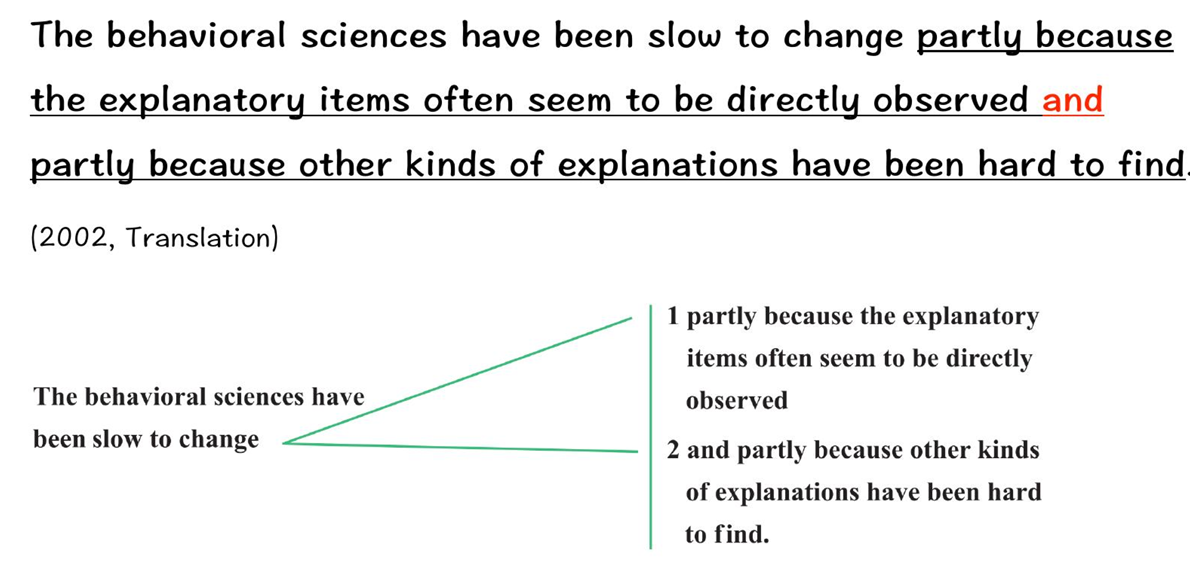 The behavioral sciences have been slow to change partly because
the explanatory items often seem to be directly observed and
partly because other kinds of explanations have been hard to find.
(2002, Translation)
The behavioral sciences have
been slow to change
1 partly because the explanatory
items often seem to be directly
observed
2 and partly because other kinds
of explanations have been hard
to find.